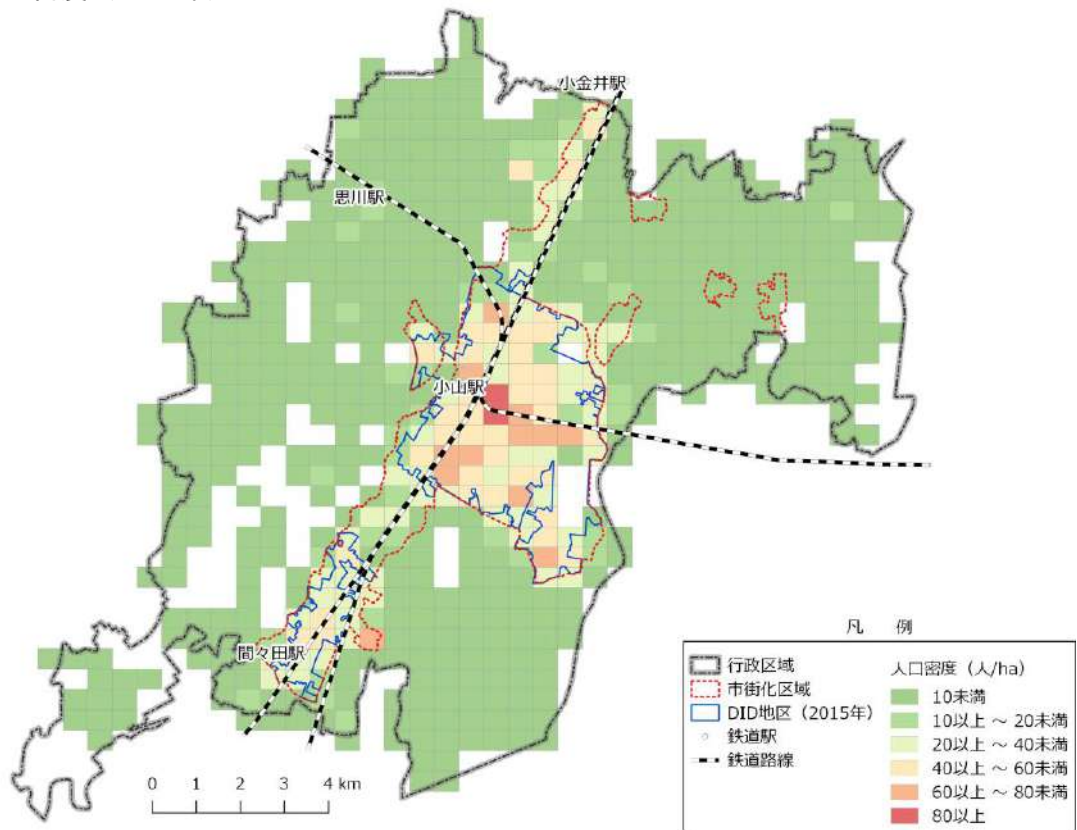 小金井駅
思川駅
小山駅
間々田駅
0 1 2 3 4 km
凡 例
行政区域
市街化区域
DID地区（2015年）
鉄道駅
鉄道路線
人口密度（人/ha）
10未満
10以上 ～ 20未満
20以上 ～ 40未満
40以上 ～ 60未満
60以上 ～ 80未満
80以上